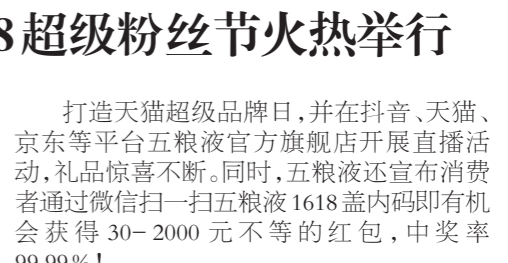 8超级粉丝节火热举行
打造天猫超级品牌日,并在抖音、天猫、
京东等平台五粮液官方旗舰店开展直播活
动,礼品惊喜不断。同时,五粮液还宣布消费
者通过微信扫一扫五粮液1618盖内码即有机
会获得30-2000元不等的红包,中奖率
99.99%!